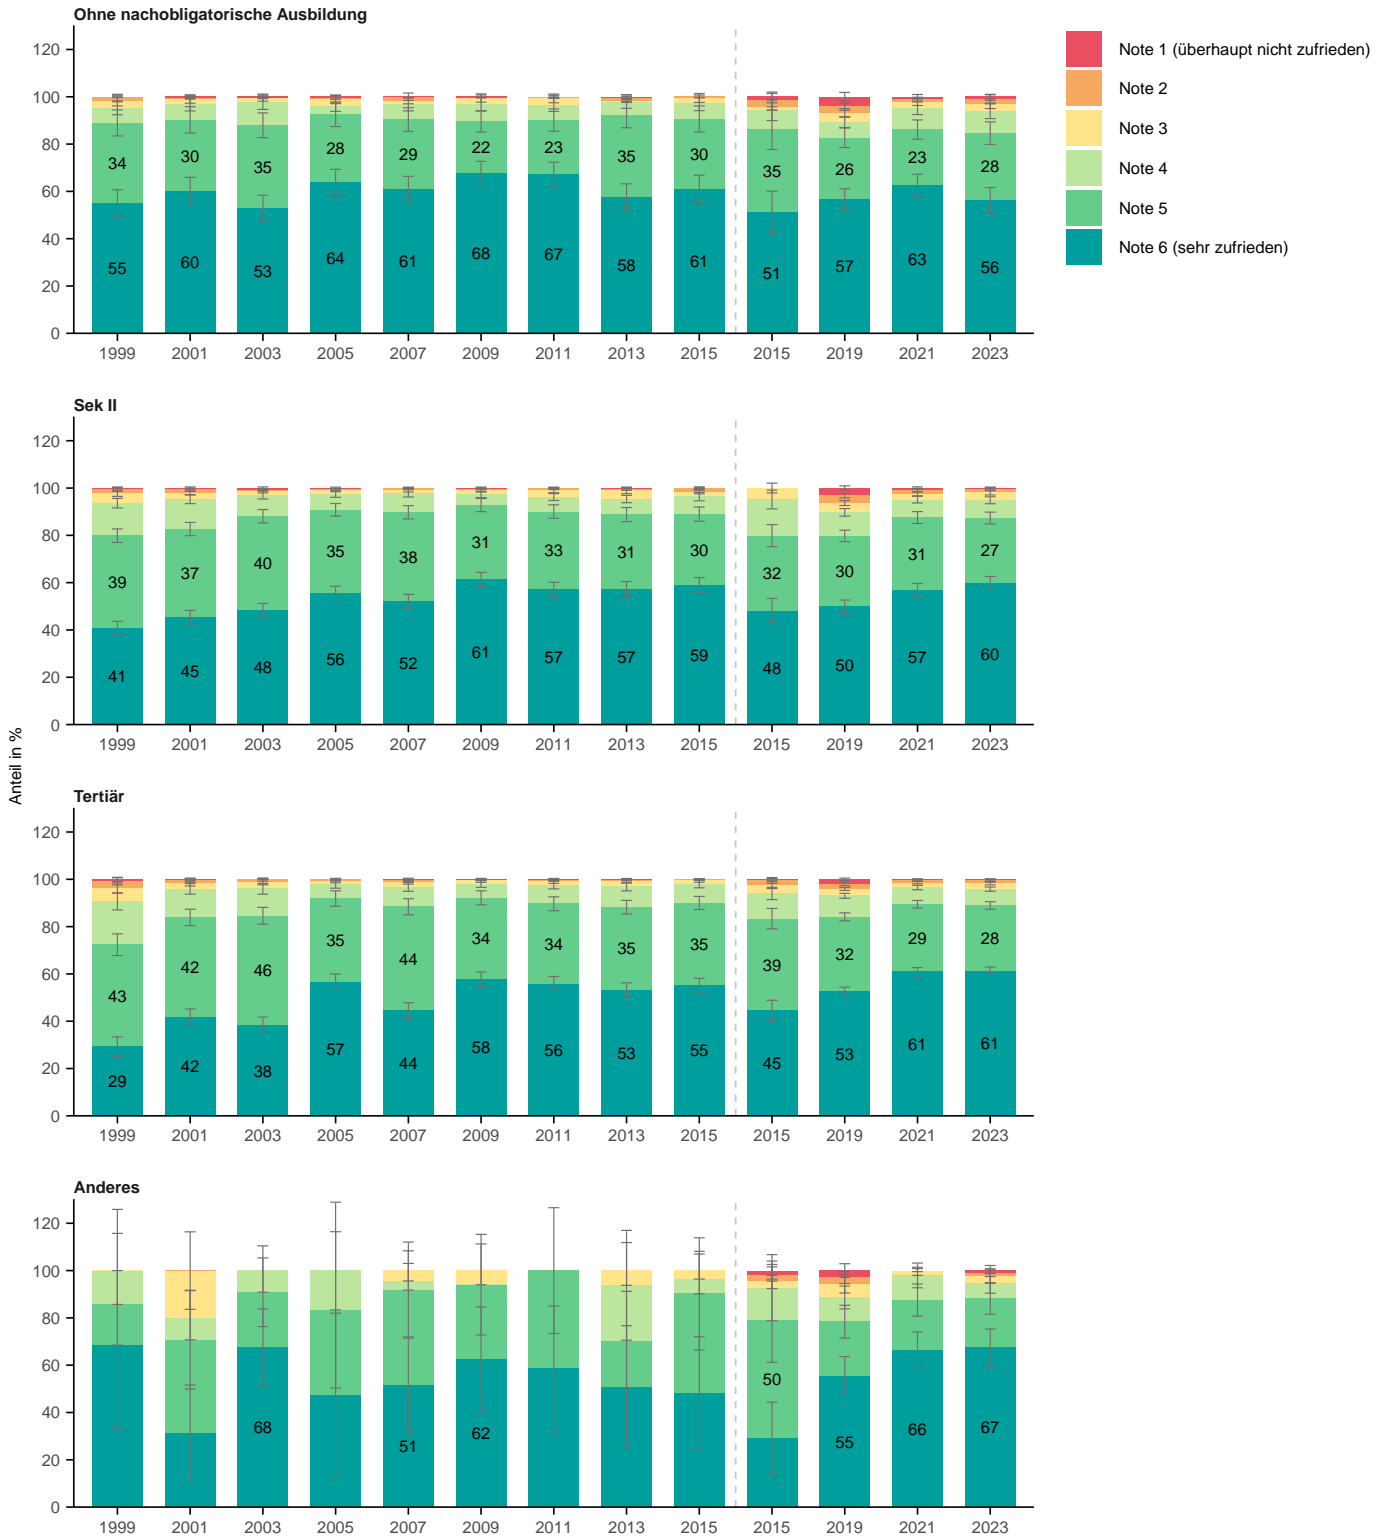 Ohne nachobligatorische Ausbildung
120
100
80
60
40
20
0
34 30 35 28 29 22 23 35 30 35 26 23 28
55 60 53 64 61 68 67 58 61 51 57 63 56
1999 2001 2003 2005 2007 2009 2011 2013 2015 2015 2019 2021 2023
Note 1 (überhaupt nicht zufrieden)
Note 2
Note 3
Note 4
Note 5
Note 6 (sehr zufrieden)
Sek II
120
100
80
60
40
20
0
39 37 40 35 38 31 33 31 30 32 30 31 27
41 45 48 56 52 61 57 57 59 48 50 57 60
1999 2001 2003 2005 2007 2009 2011 2013 2015 2015 2019 2021 2023
Anteil in %
Tertiär
120
100
80
60
40
20
0
43 42 46 35 44 34 34 35 35 39 32 29 28
29 42 38 57 44 58 56 53 55 45 53 61 61
1999 2001 2003 2005 2007 2009 2011 2013 2015 2015 2019 2021 2023
Anderes
120
100
80
60
40
20
0
50
68 51 62 55 66 67
1999 2001 2003 2005 2007 2009 2011 2013 2015 2015 2019 2021 2023